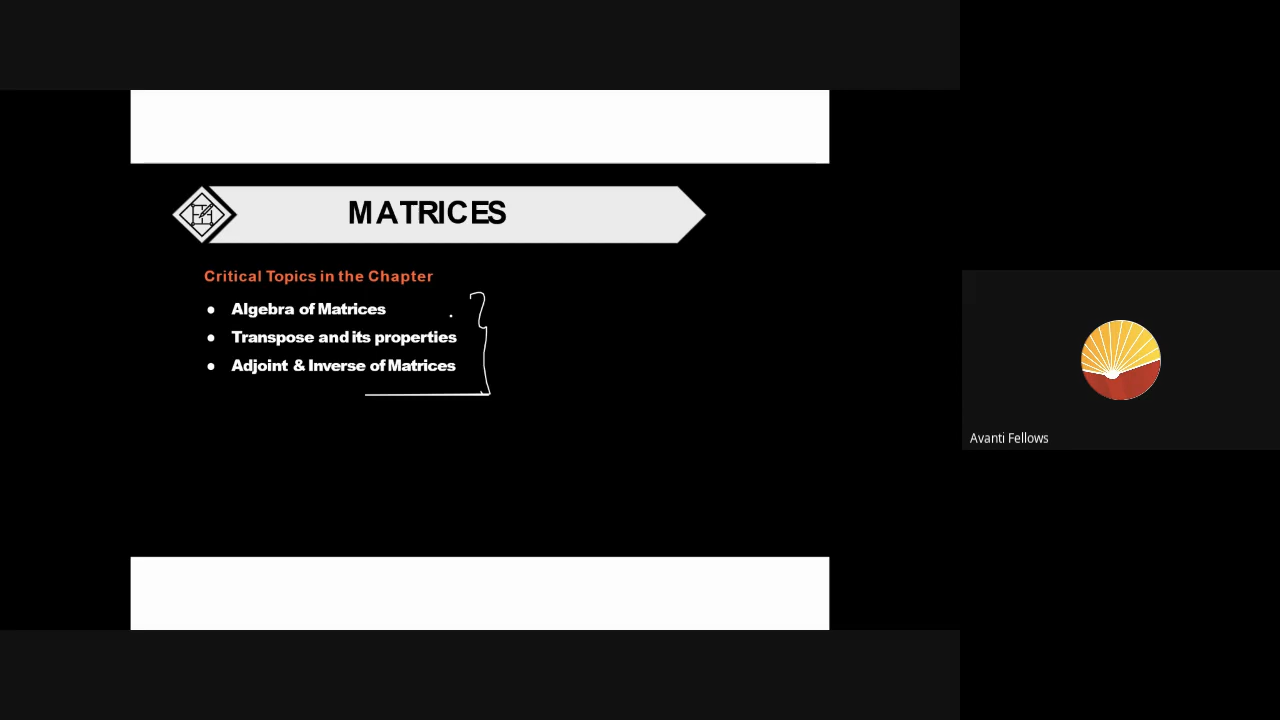 MATRICES
Critical Topics in the Chapter
● Algebra of Matrices
● Transpose and its properties
● Adjoint & Inverse of Matrices
Avanti Fellows